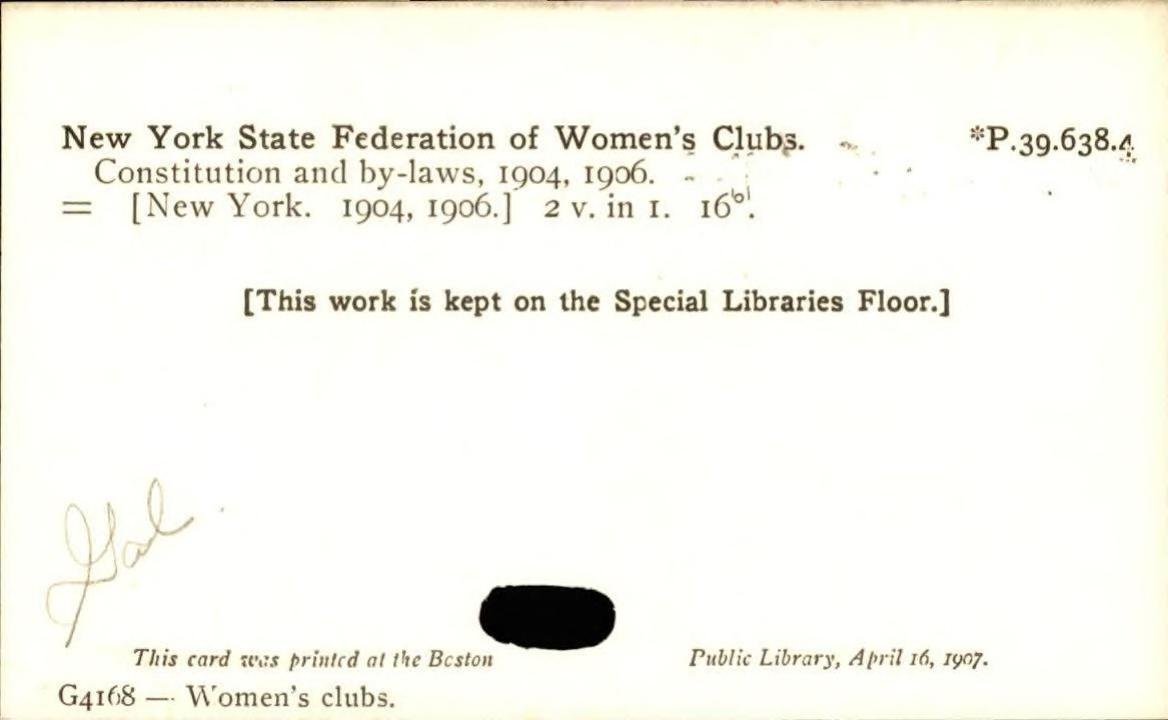 New York State Federation of Women's Clubs. *P.39.638.4
Constitution and by-laws, 1904, 1906.
= [New York. 1904, 1906.] 2 v. in 1. 16°.
[This work is kept on the Special Libraries Floor.]
This card was printed at the Boston Public Library, April 16, 1907.
G4168 — Women's clubs.